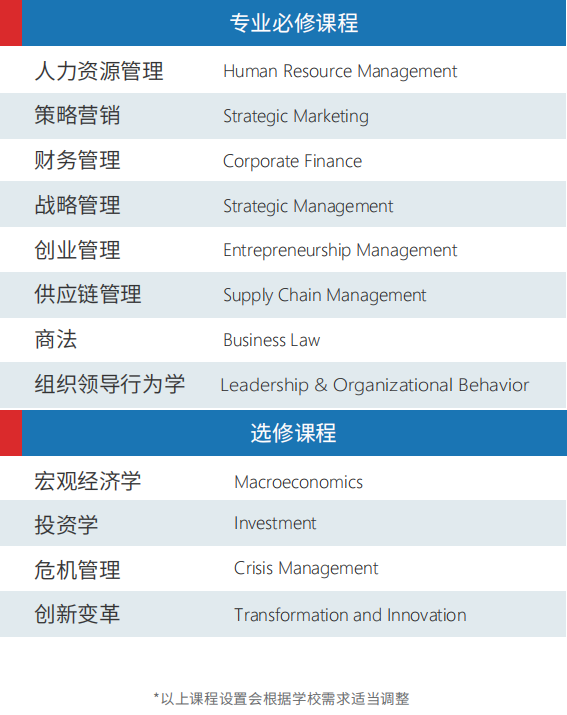 专业必修课程
人力资源管理 Human Resource Management
策略营销 Strategic Marketing
财务管理 Corporate Finance
战略管理 Strategic Management
创业管理 Entrepreneurship Management
供应链管理 Supply Chain Management
商法 Business Law
组织领导行为学 Leadership & Organizational Behavior
选修课程
宏观经济学 Macroeconomics
投资学 Investment
危机管理 Crisis Management
创新变革 Transformation and Innovation
*以上课程设置会根据学校需求适当调整